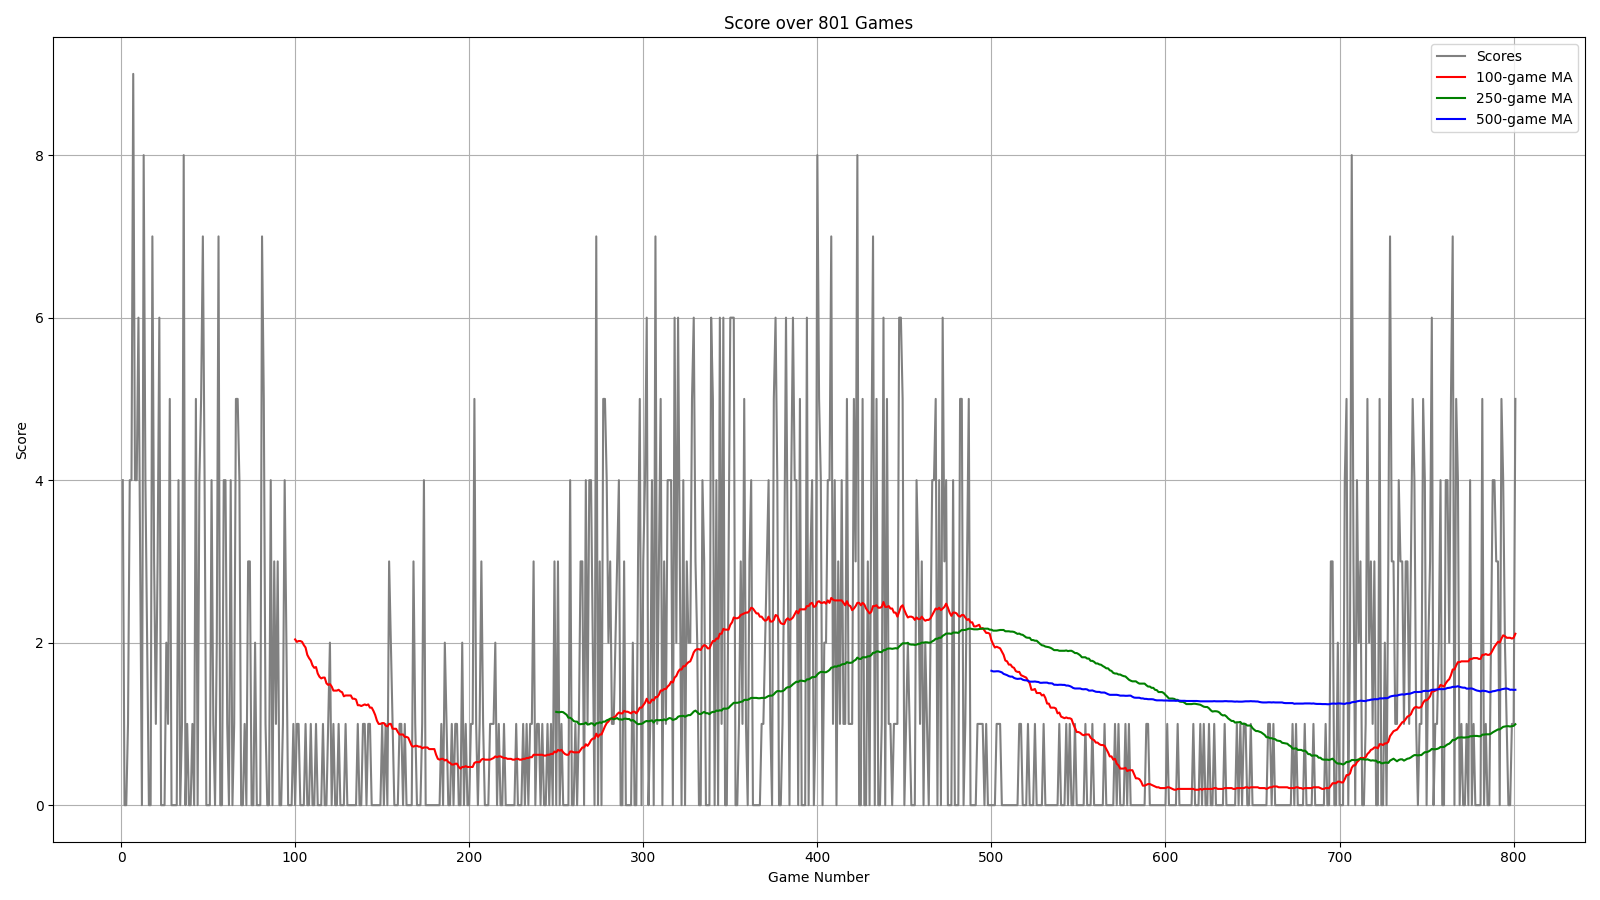 Score over 801 Games
Scores
100-game MA
250-game MA
500-game MA
Score
8
6
4
2
0
0 100 200 300 400 500 600 700 800
Game Number